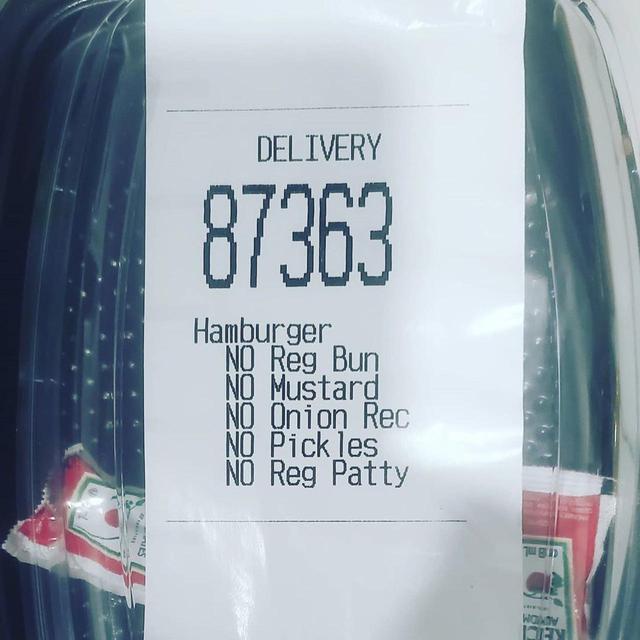 DELIVERY
87363
Hamburger
NO Reg Bun
NO Mustard
NO Onion Rec
NO Pickles
NO Reg Patty